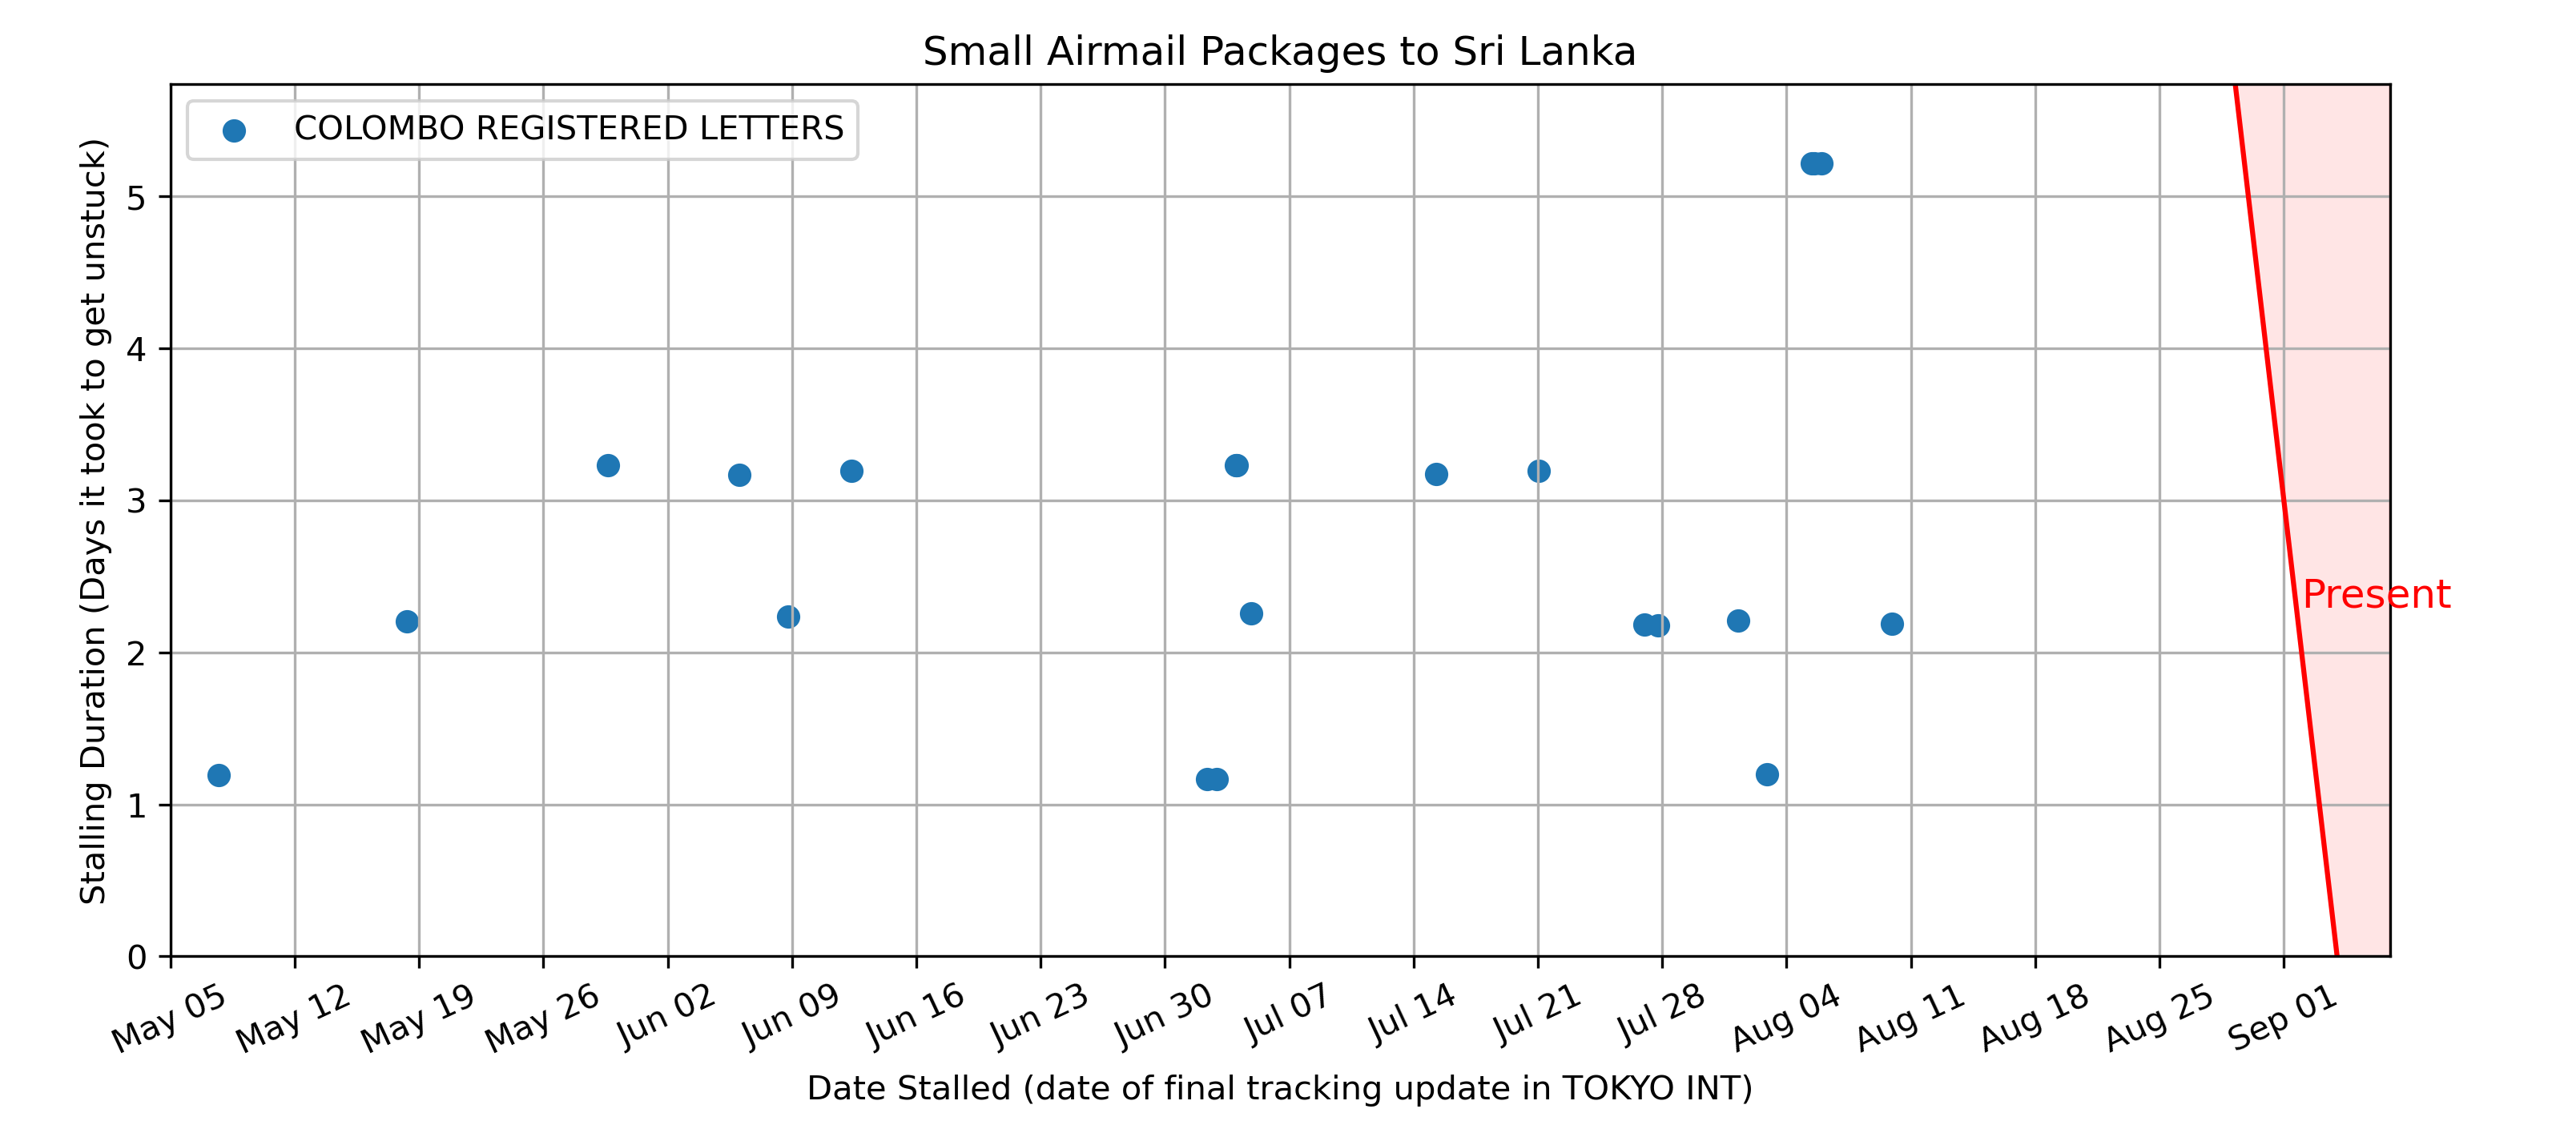 Small Airmail Packages to Sri Lanka
COLOMBO REGISTERED LETTERS
Stalling Duration (Days it took to get unstuck)
5
4
3
2
1
0
Present
May 05
May 12
May 19
May 26
Jun 02
Jun 09
Jun 16
Jun 23
Jun 30
Jul 07
Jul 14
Jul 21
Jul 28
Aug 04
Aug 11
Aug 18
Aug 25
Sep 01
Date Stalled (date of final tracking update in TOKYO INT)